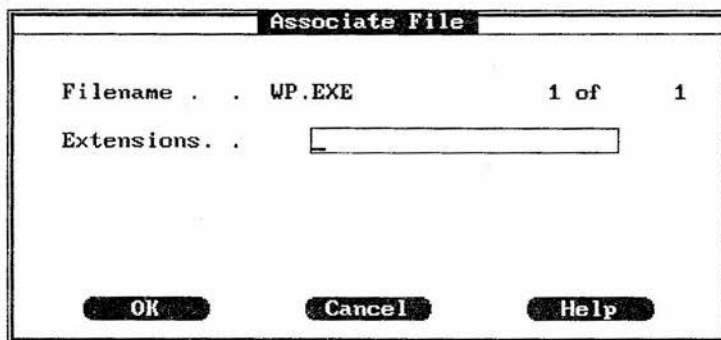 Associate File
Filename . . WP.EXE 1 of 1
Extensions. .
OK Cancel Help